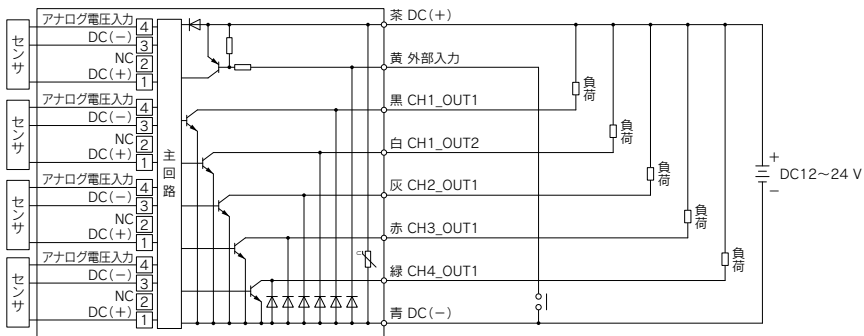 センサ
アナログ電圧入力 4
DC(−) 3
NC 2
DC(+) 1
センサ
アナログ電圧入力 4
DC(−) 3
NC 2
DC(+) 1
センサ
アナログ電圧入力 4
DC(−) 3
NC 2
DC(+) 1
センサ
アナログ電圧入力 4
DC(−) 3
NC 2
DC(+) 1
主回路
茶 DC(+)
黄 外部入力
黒 CH1_OUT1
白 CH1_OUT2
灰 CH2_OUT1
赤 CH3_OUT1
緑 CH4_OUT1
青 DC(−)
負荷
負荷
負荷
負荷
負荷
+
DC12～24 V
−